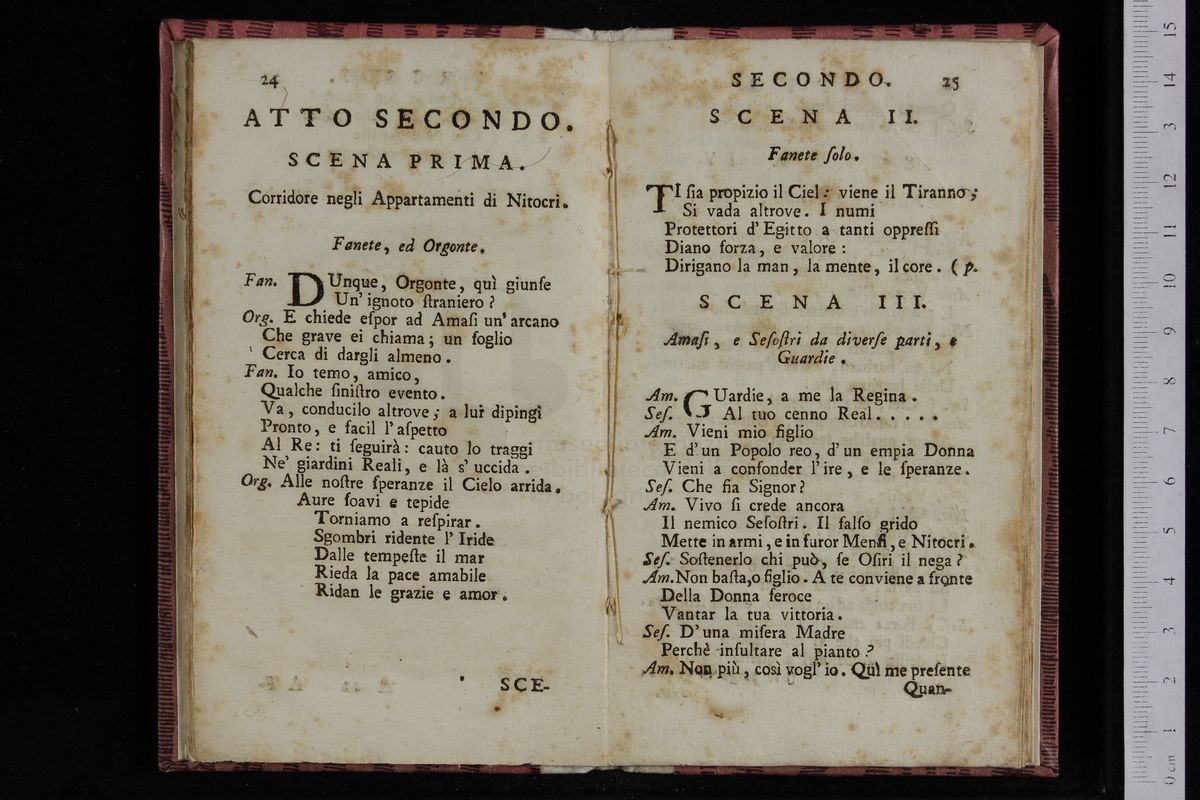 24
ATTO SECONDO.
SCENA PRIMA.
Corridore negli Appartamenti di Nitocri.
Fanete, ed Orgonte.
Fan. DUnque, Orgonte, quì giunse
Un' ignoto ſtraniero ?
Org. E chiede eſpor ad Amaſi un' arcano
Che grave ei chiama; un foglio
Cerca di dargli almeno.
Fan. Io temo, amico,
Qualche ſiniſtro evento.
Va, conducilo altrove; a lui dipingi
Pronto, e facil l'aſpetto
Al Re: ti ſeguirà: cauto lo traggi
Ne' giardini Reali, e là s'uccida.
Org. Alle noſtre ſperanze il Cielo arrida.
Aure ſoavi e tepide
Torniamo a reſpirar.
Sgombri ridente l'Iride
Dalle tempeſte il mar
Rieda la pace amabile
Ridan le grazie e amor.
SCE-
SECONDO. 25
SCENA II.
Fanete ſolo.
TI ſia propizio il Ciel: viene il Tiranno;
Si vada altrove. I numi
Protettori d'Egitto a tanti oppreſſi
Diano forza, e valore:
Dirigano la man, la mente, il core. (p.
SCENA III.
Amaſi, e Seſoſtri da diverſe parti, e
Guardie.
Am. GUardie, a me la Regina.
Seſ. Al tuo cenno Real.....
Am. Vieni mio figlio
E d'un Popolo reo, d'un empia Donna
Vieni a confonder l'ire, e le ſperanze.
Seſ. Che fia Signor?
Am. Vivo ſi crede ancora
Il nemico Seſoſtri. Il falſo grido
Mette in armi, e in furor Menfi, e Nitocri.
Seſ. Soſtenerlo chi può, ſe Oſiri il nega?
Am. Non baſta, o figlio. A te conviene a fronte
Della Donna feroce
Vantar la tua vittoria.
Seſ. D'una miſera Madre
Perchè inſultare al pianto?
Am. Non più, così vogl'io. Quì me preſente
Quan-